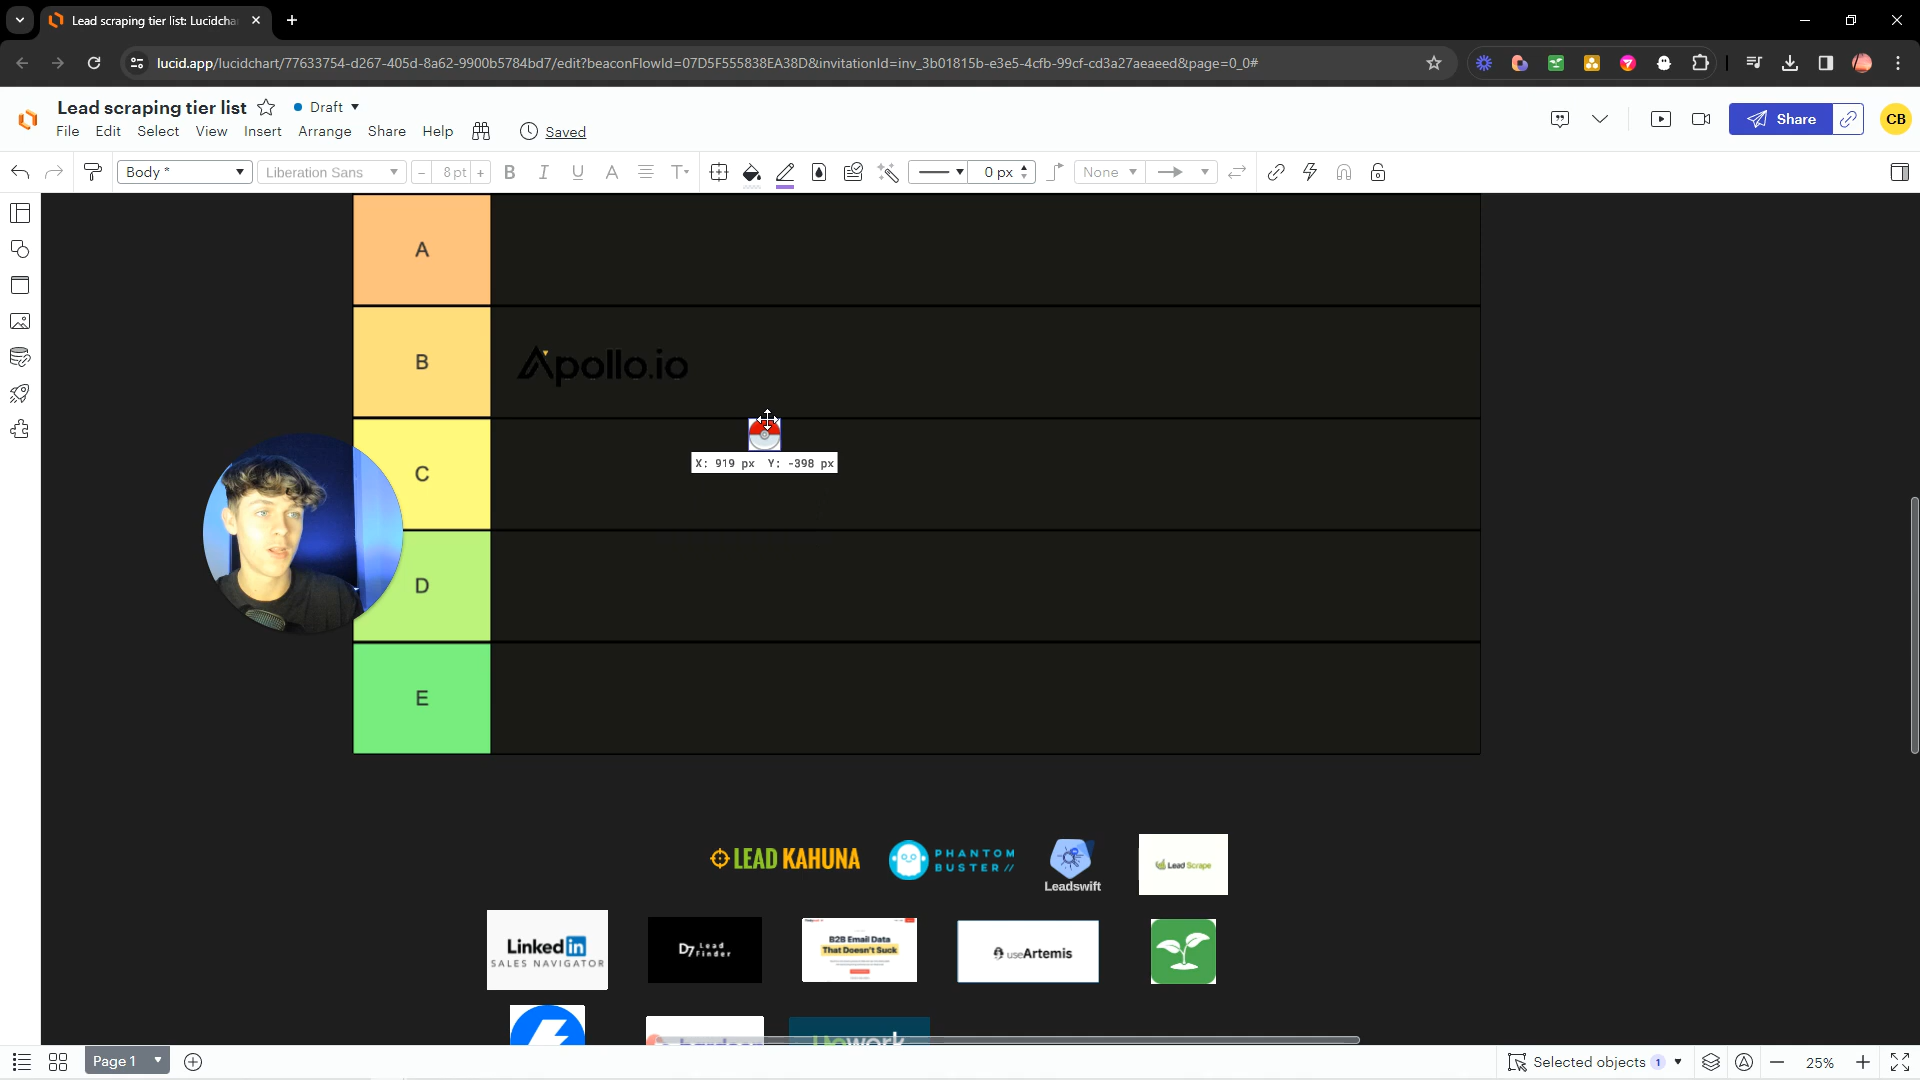 Lead scraping tier list: Lucidcha
lucid.app/lucidchart/77633754-d267-405d-8a62-9900b5784bd7/edit?beaconFlowId=07D5F555838EA38D&invitationId=inv_3b01815b-e3e5-4cfb-99cf-cd3a27aeaeed&page=0_0#
Lead scraping tier list
Draft
File Edit Select View Insert Arrange Share Help Saved
Share
CB
Body *
Liberation Sans
− 8 pt +
B I U A T
0 px
None
A
B
Apollo.io
C
X: 919 px Y: -398 px
D
E
LEAD KAHUNA
PHANTOM
BUSTER //
Leadswift
Lead Scrape
Linked in
SALES NAVIGATOR
D7 Lead
Finder
B2B Email Data
That Doesn't Suck
useArtemis
Page 1
Selected objects 1
25%